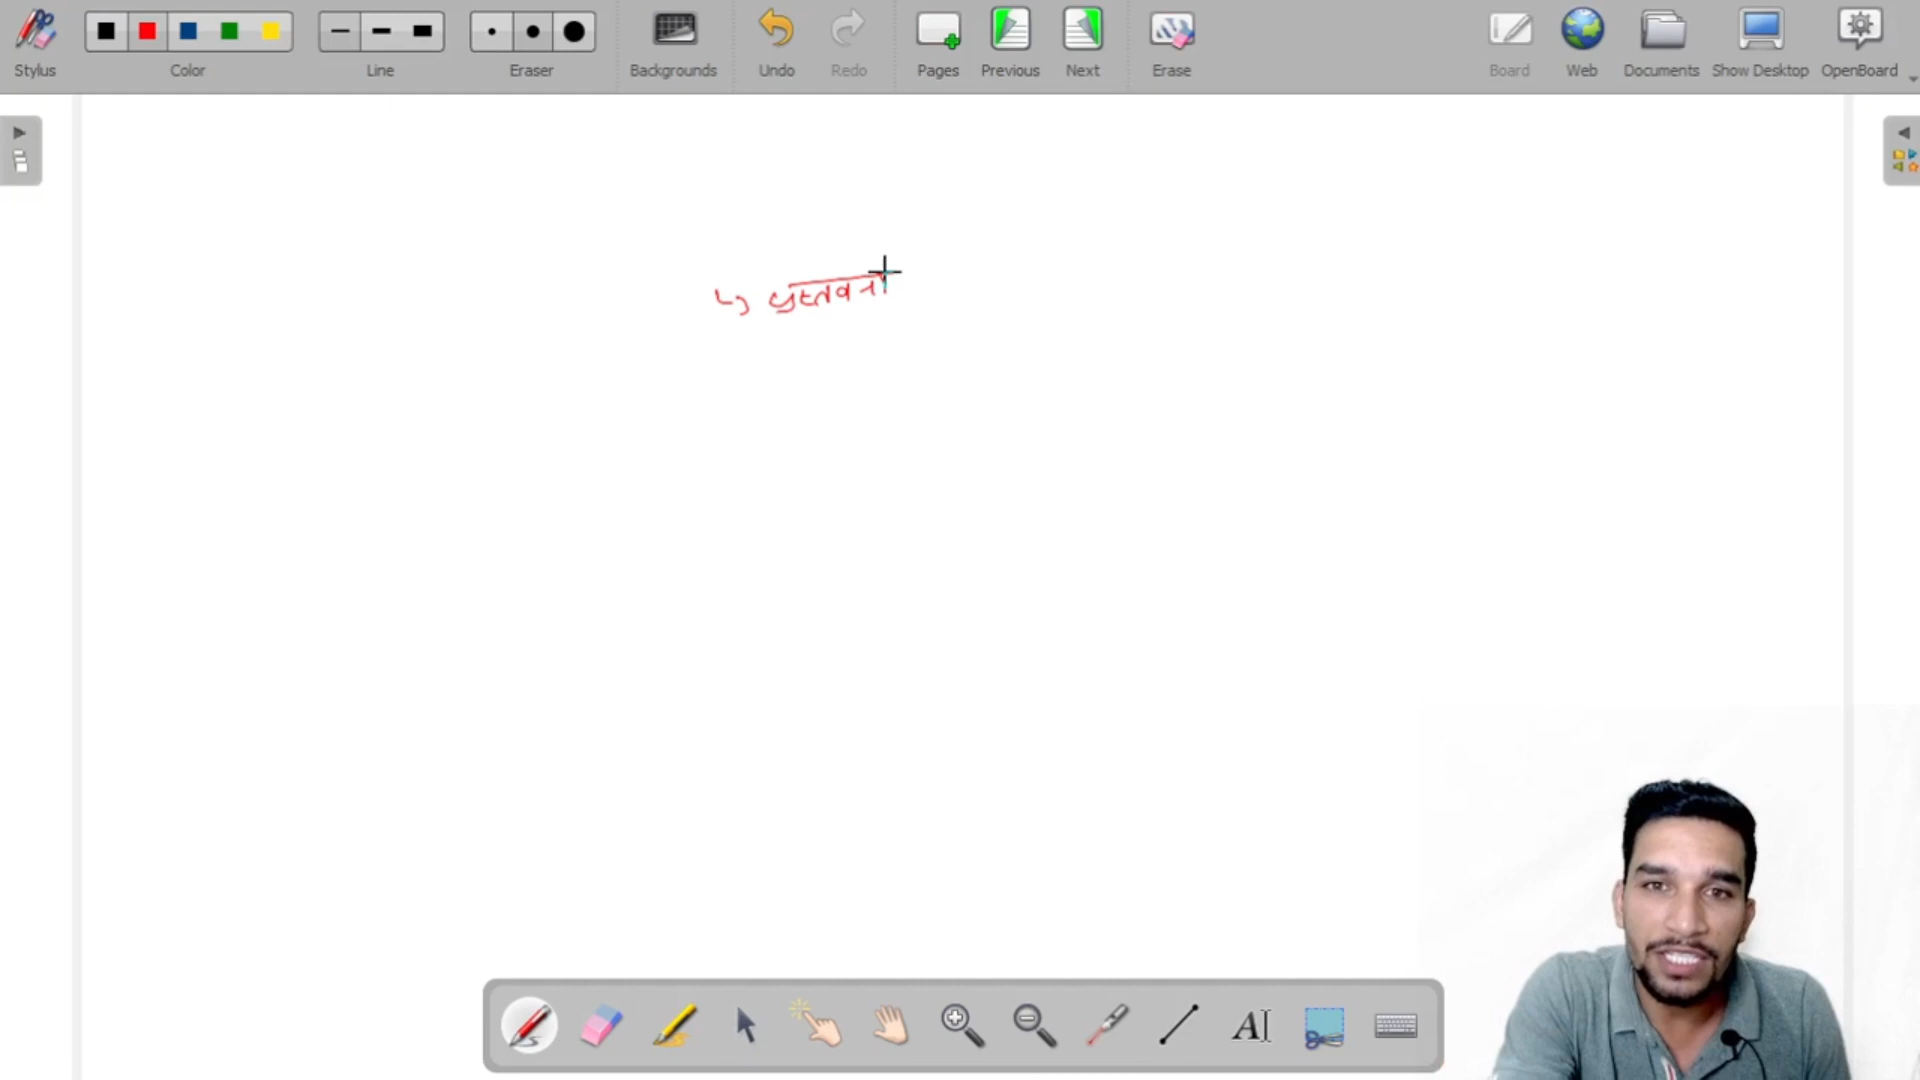 Stylus
Color
Line
Eraser
Backgrounds
Undo
Redo
Pages
Previous
Next
Erase
Board
Web
Documents
Show Desktop
OpenBoard
A